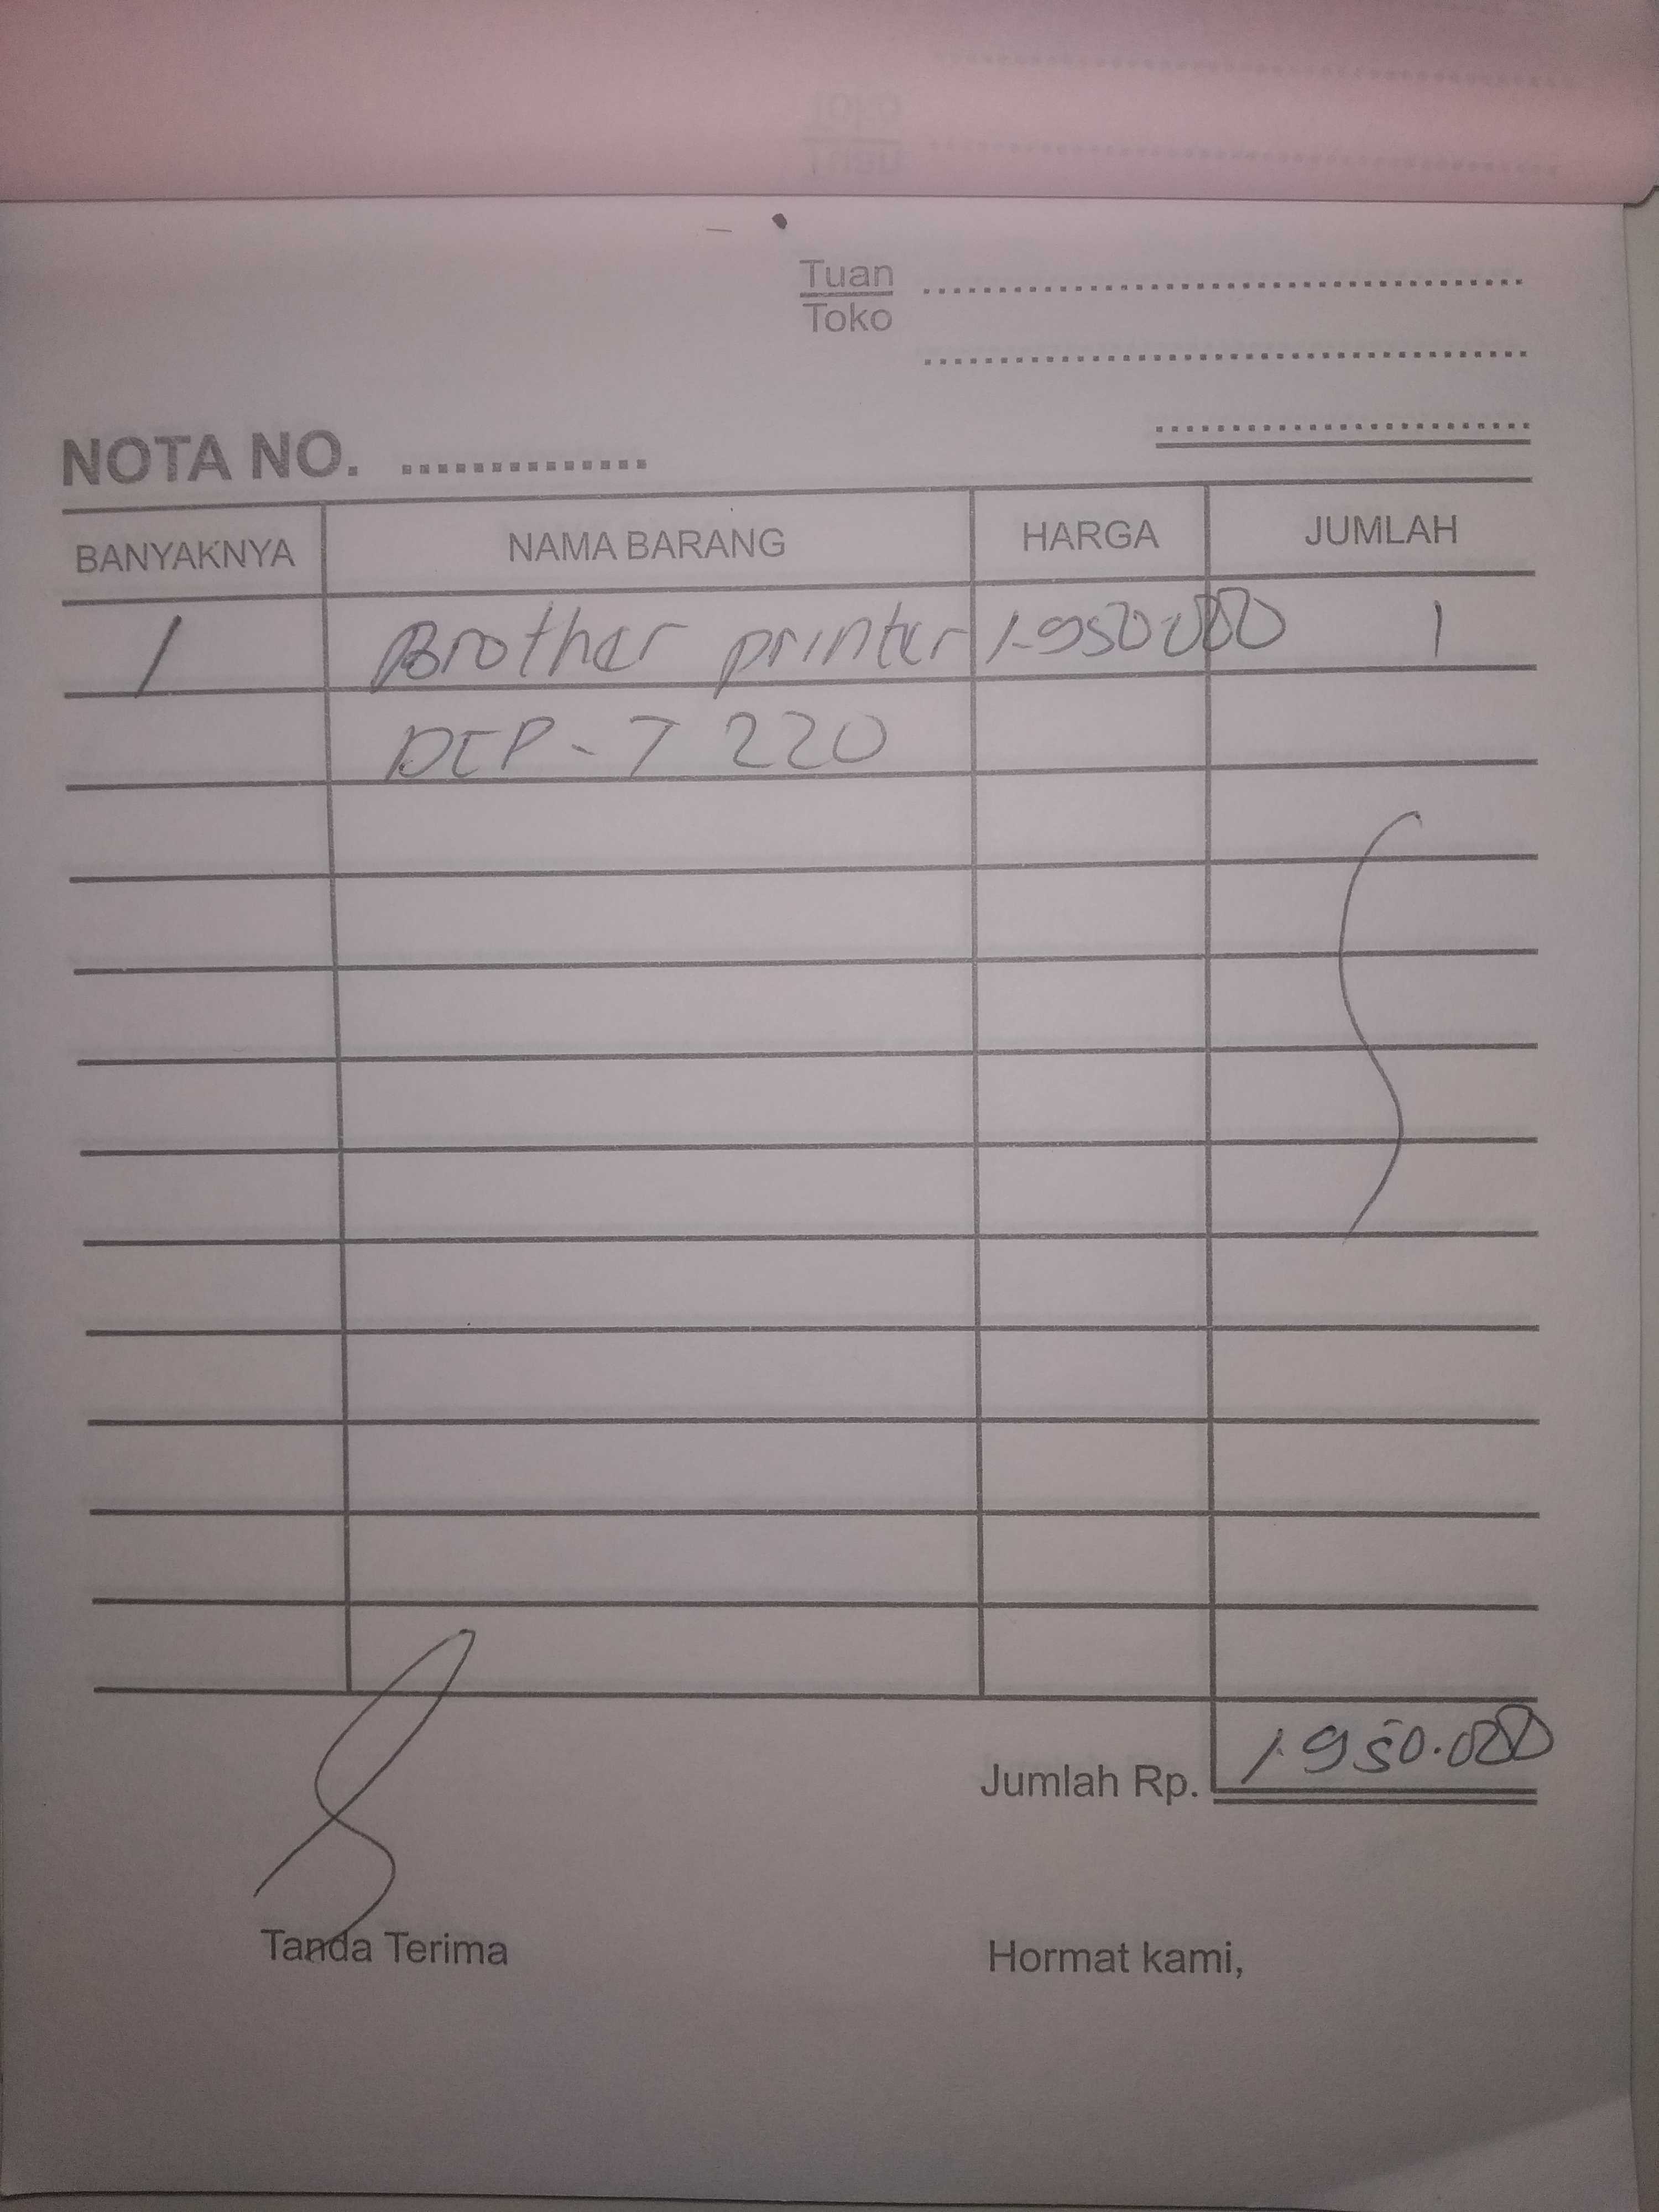 Tuan
Toko
NOTA NO. ..............
BANYAKNYA NAMA BARANG HARGA JUMLAH
1 Brother printer 1.950.000 1
DCP - T 220
Jumlah Rp. 1.950.000
Tanda Terima Hormat kami,